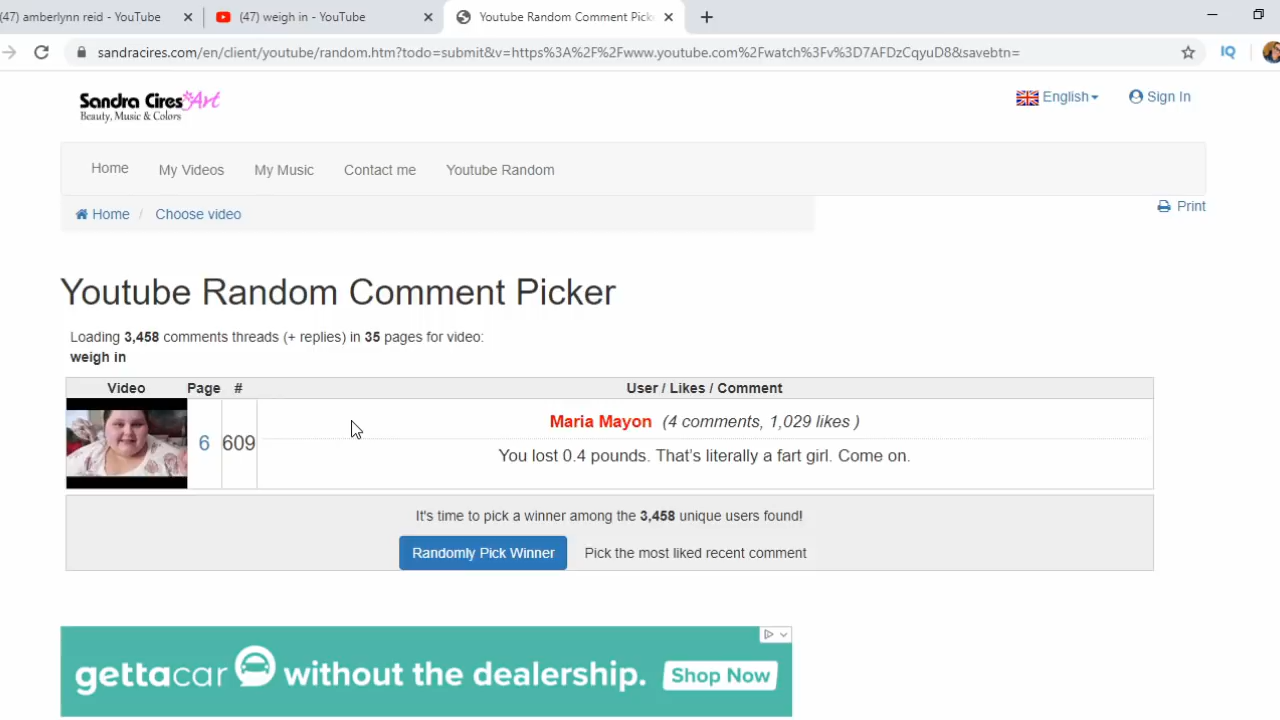 (47) amberlynn reid - YouTube
(47) weigh in - YouTube
Youtube Random Comment Pick
sandracires.com/en/client/youtube/random.htm?todo=submit&v=https%3A%2F%2Fwww.youtube.com%2Fwatch%3Fv%3D7AFDzCqyuD8&savebtn=
IQ
Sandra Cires Art
Beauty, Music & Colors
English
Sign In
Home
My Videos
My Music
Contact me
Youtube Random
Home / Choose video
Print
Youtube Random Comment Picker
Loading 3,458 comments threads (+ replies) in 35 pages for video:
weigh in
Video Page # User / Likes / Comment
6 609
Maria Mayon (4 comments, 1,029 likes )
You lost 0.4 pounds. That's literally a fart girl. Come on.
It's time to pick a winner among the 3,458 unique users found!
Randomly Pick Winner Pick the most liked recent comment
gettacar without the dealership. Shop Now